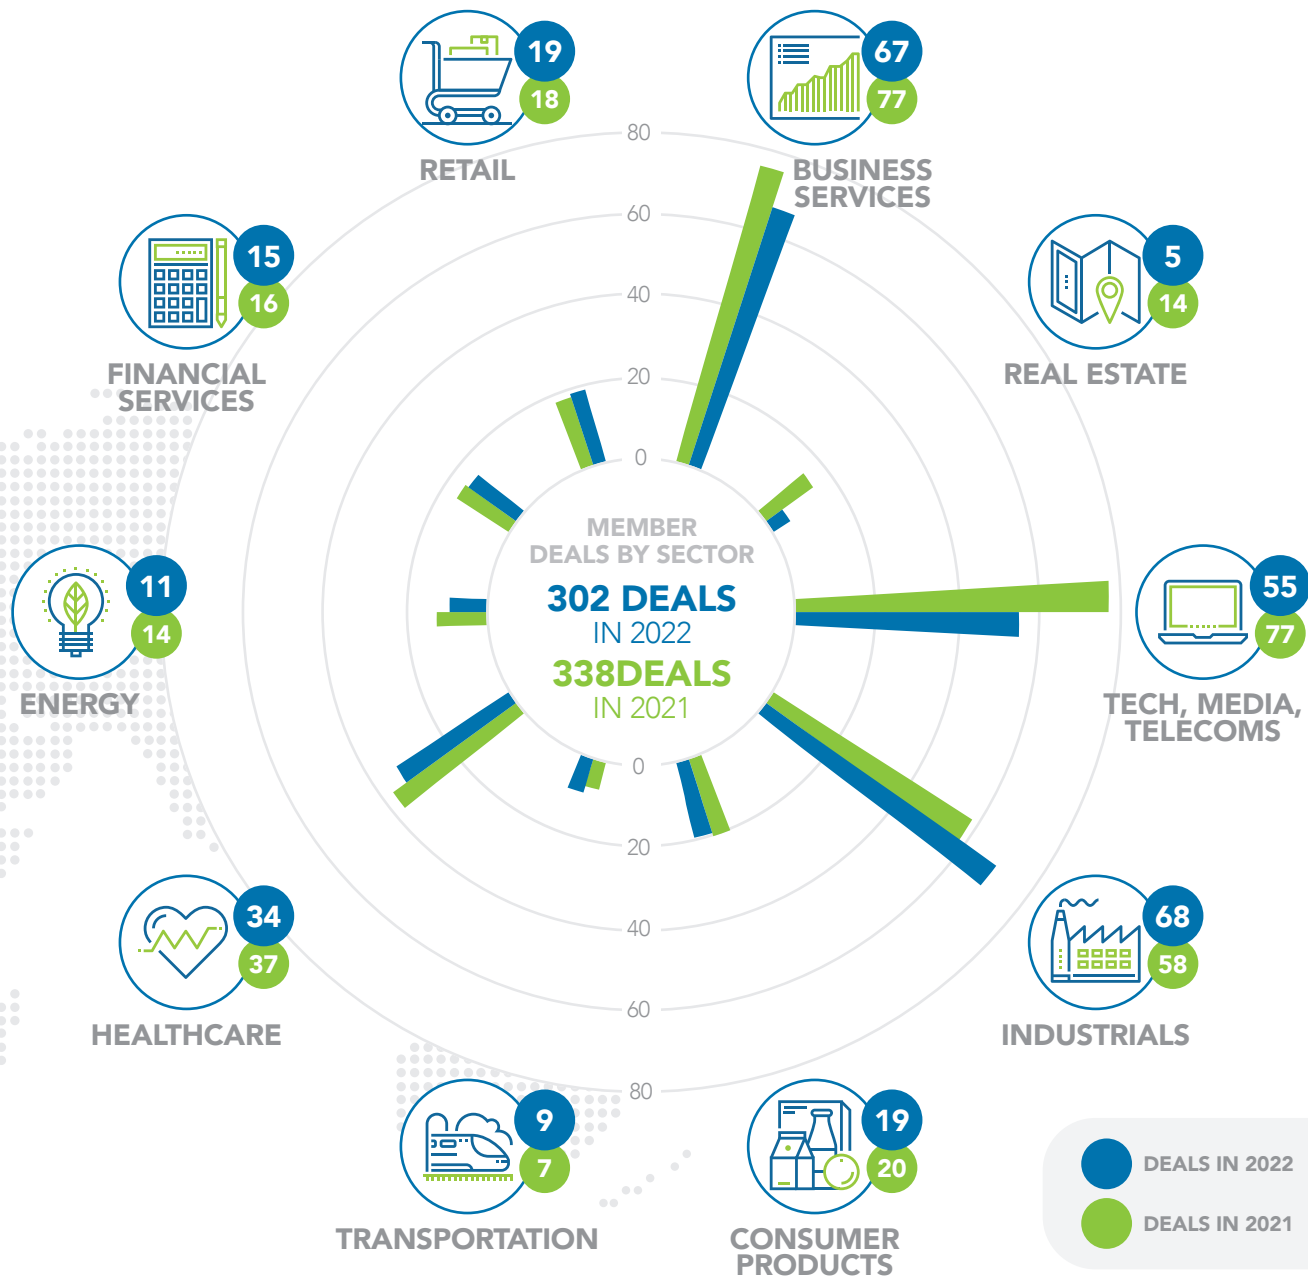 19
18
RETAIL
67
77
BUSINESS
SERVICES
15
16
FINANCIAL
SERVICES
5
14
REAL ESTATE
80
60
40
20
0
MEMBER
DEALS BY SECTOR
302 DEALS
IN 2022
338DEALS
IN 2021
0
20
40
60
80
11
14
ENERGY
55
77
TECH, MEDIA,
TELECOMS
34
37
HEALTHCARE
68
58
INDUSTRIALS
9
7
TRANSPORTATION
19
20
CONSUMER
PRODUCTS
DEALS IN 2022
DEALS IN 2021